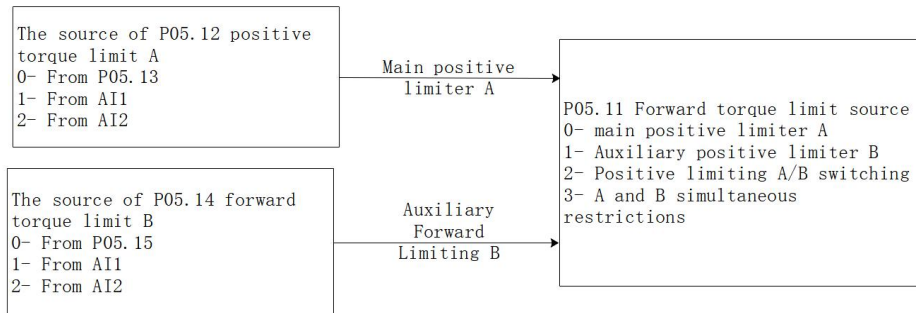 The source of P05.12 positive
torque limit A
0- From P05.13
1- From AI1
2- From AI2
Main positive
limiter A
P05.11 Forward torque limit source
0- main positive limiter A
1- Auxiliary positive limiter B
2- Positive limiting A/B switching
3- A and B simultaneous
restrictions
The source of P05.14 forward
torque limit B
0- From P05.15
1- From AI1
2- From AI2
Auxiliary
Forward
Limiting B